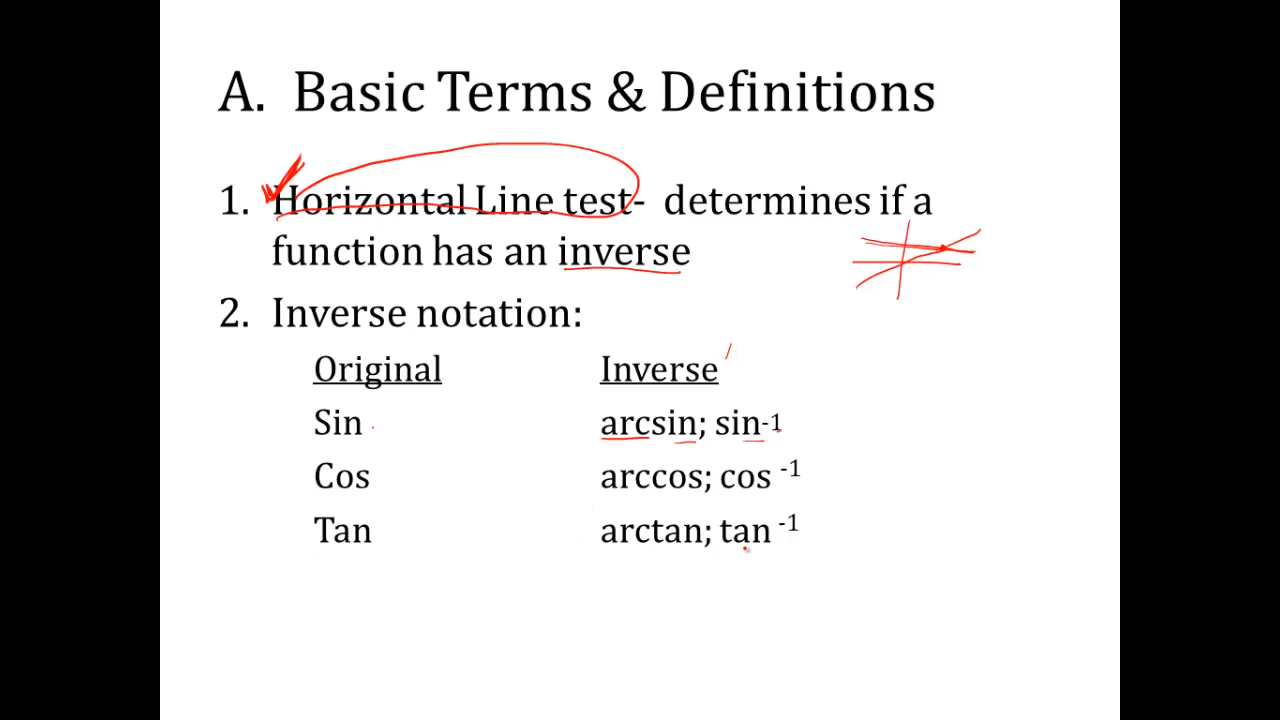 A. Basic Terms & Definitions
1. Horizontal Line test- determines if a
function has an inverse
2. Inverse notation:
Original Inverse
Sin arcsin; sin-1
Cos arccos; cos -1
Tan arctan; tan -1